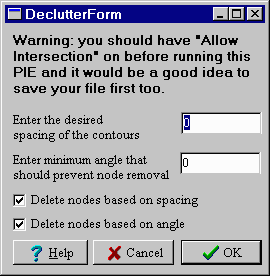 DeclutterForm
Warning: you should have "Allow
Intersection" on before running this
PIE and it would be a good idea to
save your file first too.
Enter the desired
spacing of the contours
0
Enter minimum angle that
should prevent node removal
0
Delete nodes based on spacing
Delete nodes based on angle
? Help
Cancel
OK